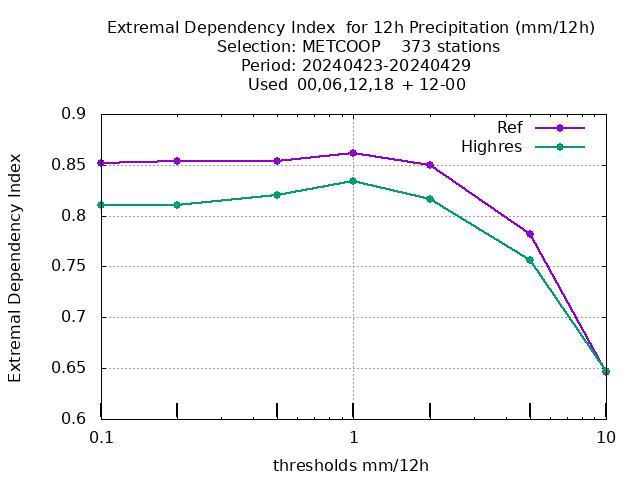 Extremal Dependency Index  for 12h Precipitation (mm/12h)
Selection: METCOOP    373 stations
Period: 20240423-20240429
Used  00,06,12,18  + 12-00
Ref
Highres
Extremal Dependency Index
0.9
0.85
0.8
0.75
0.7
0.65
0.6
0.1
1
10
thresholds mm/12h